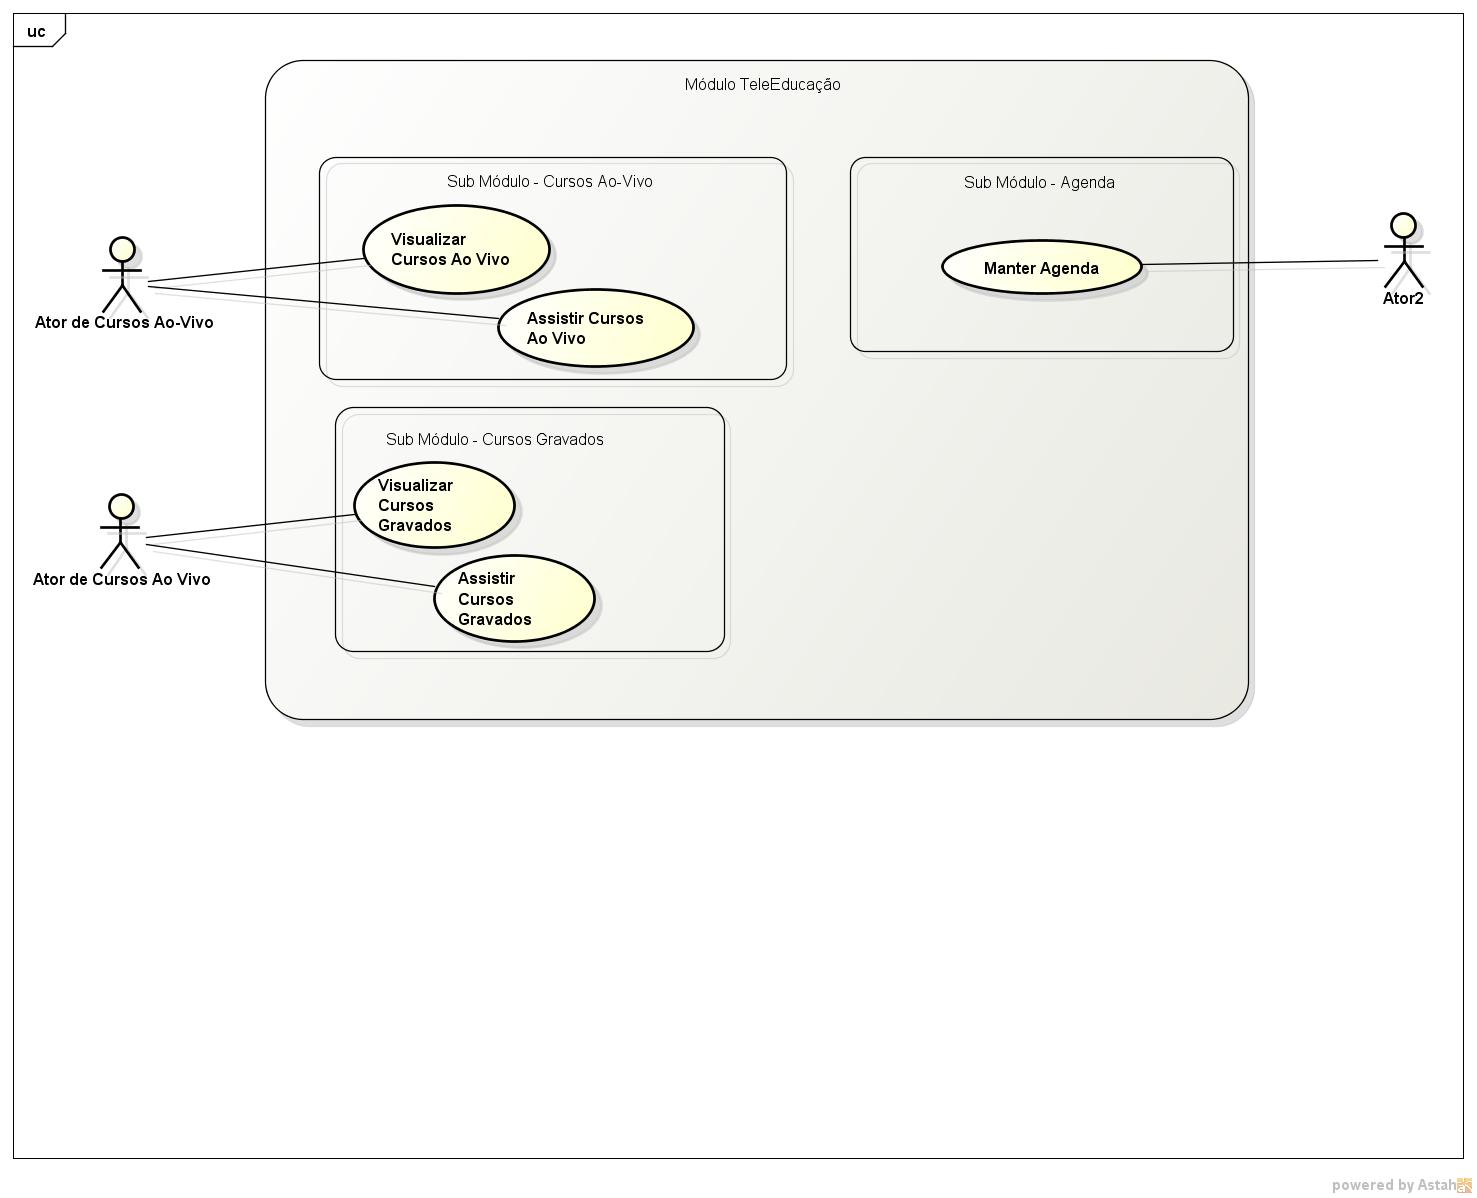 uc
Módulo TeleEducação
Sub Módulo - Cursos Ao-Vivo
Visualizar
Cursos Ao Vivo
Assistir Cursos
Ao Vivo
Ator de Cursos Ao-Vivo
Sub Módulo - Agenda
Manter Agenda
Ator2
Sub Módulo - Cursos Gravados
Visualizar
Cursos
Gravados
Assistir
Cursos
Gravados
Ator de Cursos Ao Vivo
powered by Astah